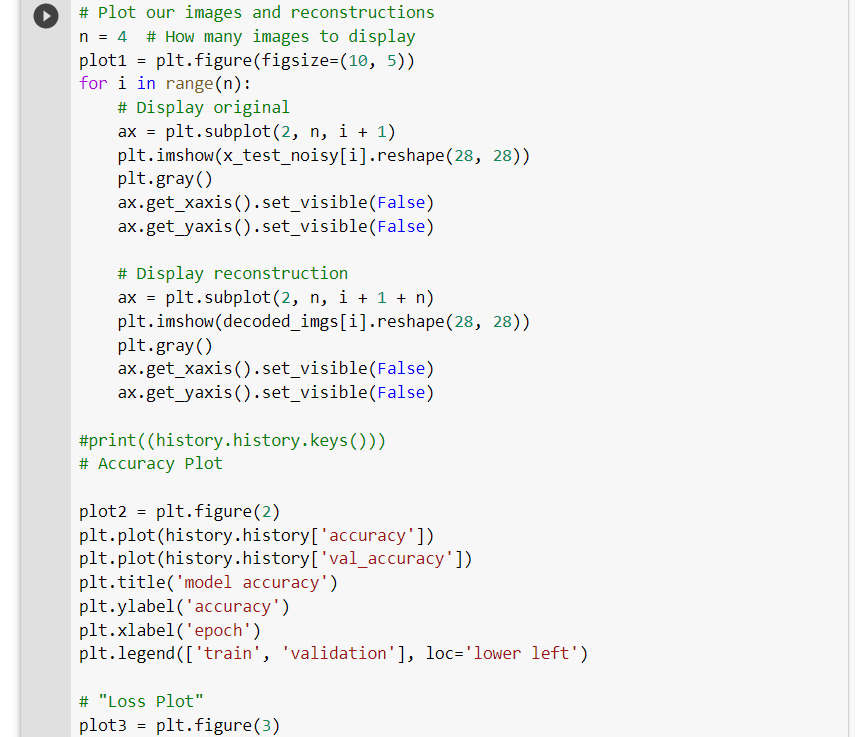 # Plot our images and reconstructions
n = 4  # How many images to display
plot1 = plt.figure(figsize=(10, 5))
for i in range(n):
    # Display original
    ax = plt.subplot(2, n, i + 1)
    plt.imshow(x_test_noisy[i].reshape(28, 28))
    plt.gray()
    ax.get_xaxis().set_visible(False)
    ax.get_yaxis().set_visible(False)

    # Display reconstruction
    ax = plt.subplot(2, n, i + 1 + n)
    plt.imshow(decoded_imgs[i].reshape(28, 28))
    plt.gray()
    ax.get_xaxis().set_visible(False)
    ax.get_yaxis().set_visible(False)

#print((history.history.keys()))
# Accuracy Plot

plot2 = plt.figure(2)
plt.plot(history.history['accuracy'])
plt.plot(history.history['val_accuracy'])
plt.title('model accuracy')
plt.ylabel('accuracy')
plt.xlabel('epoch')
plt.legend(['train', 'validation'], loc='lower left')

# "Loss Plot"
plot3 = plt.figure(3)